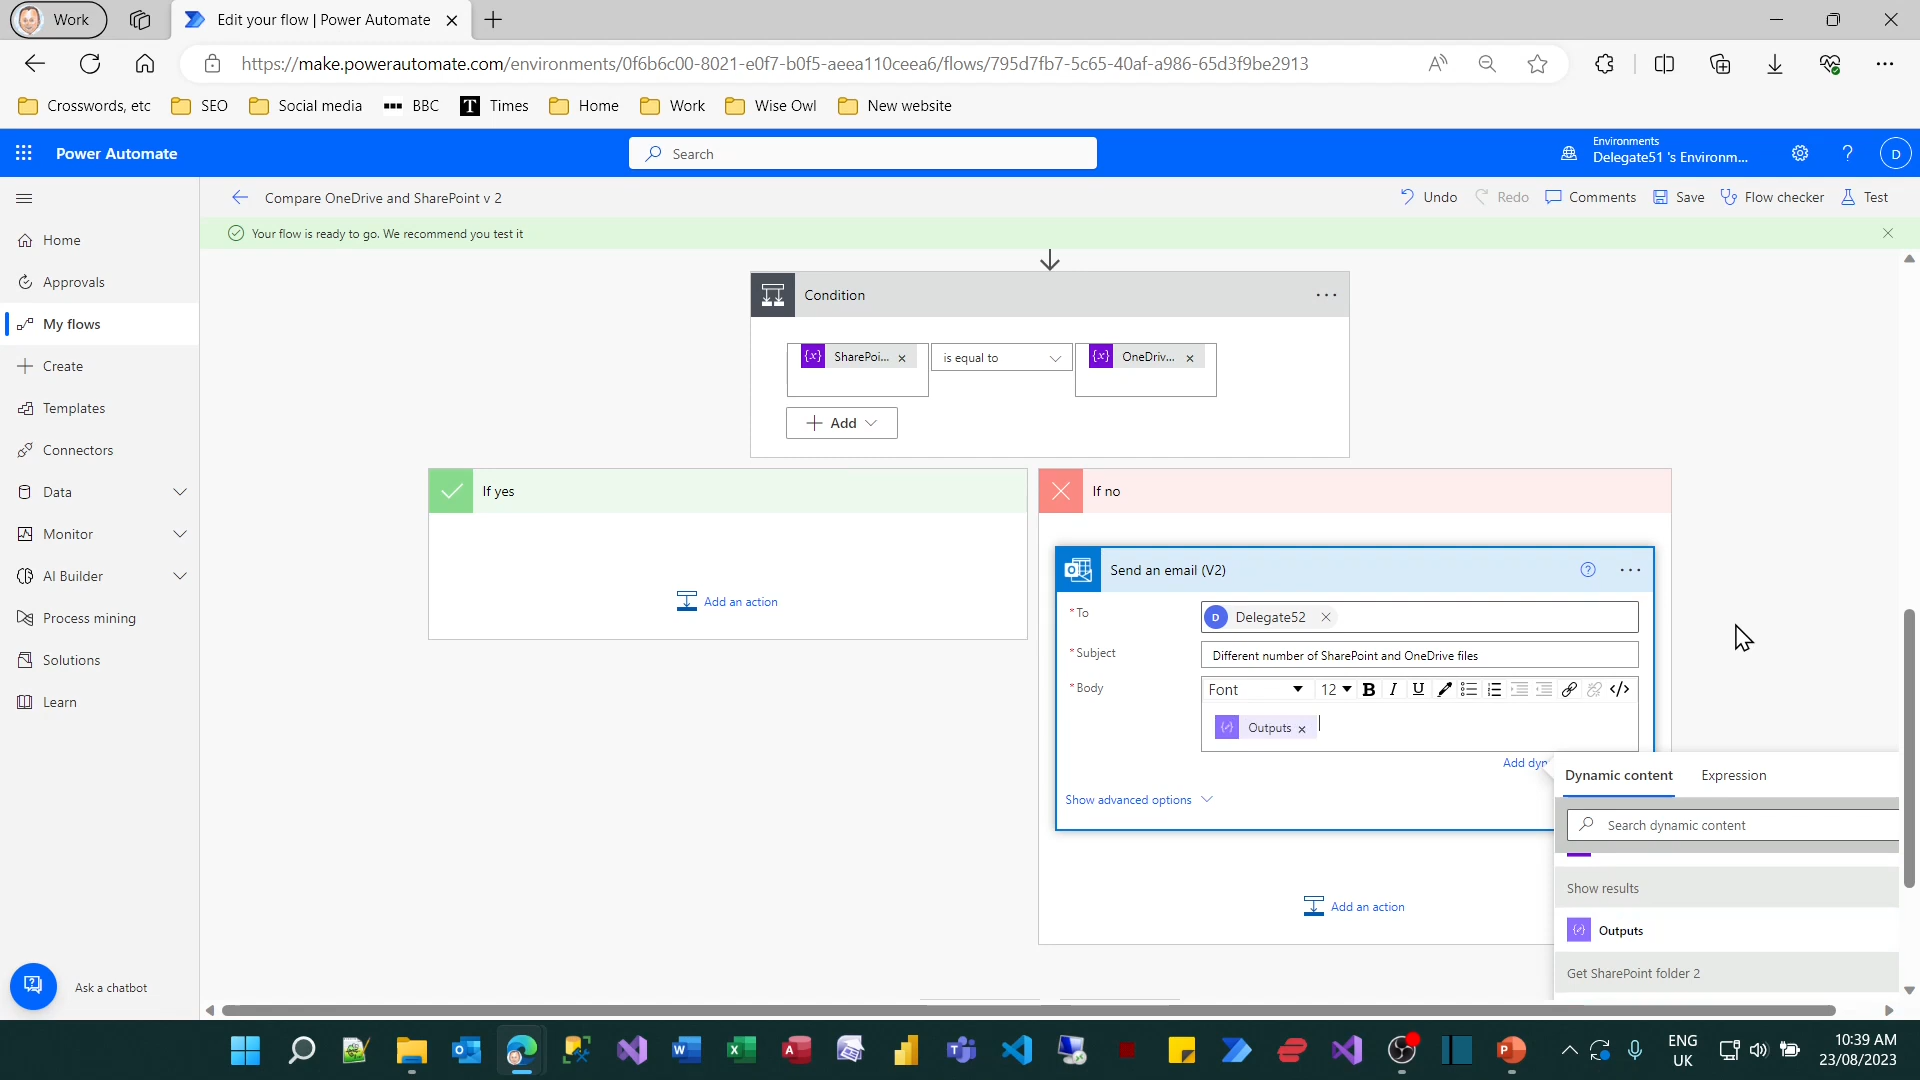 Work
Edit your flow | Power Automate
https://make.powerautomate.com/environments/0f6b6c00-8021-e0f7-b0f5-aeea110ceea6/flows/795d7fb7-5c65-40af-a986-65d3f9be2913
Crosswords, etc SEO Social media BBC T Times Home Work Wise Owl New website
Power Automate
Search
Environments
Delegate51 's Environm...
D
Compare OneDrive and SharePoint v 2
Undo Redo Comments Save Flow checker Test
Your flow is ready to go. We recommend you test it
Home
Approvals
My flows
Create
Templates
Connectors
Data
Monitor
AI Builder
Process mining
Solutions
Learn
Ask a chatbot
Condition
SharePoi... is equal to OneDriv...
Add
If yes
Add an action
If no
Send an email (V2)
*To D Delegate52
*Subject Different number of SharePoint and OneDrive files
*Body Font 12 B I U
Outputs
Add dyn
Show advanced options
Add an action
Dynamic content Expression
Search dynamic content
Show results
Outputs
Get SharePoint folder 2
ENG
UK
10:39 AM
23/08/2023